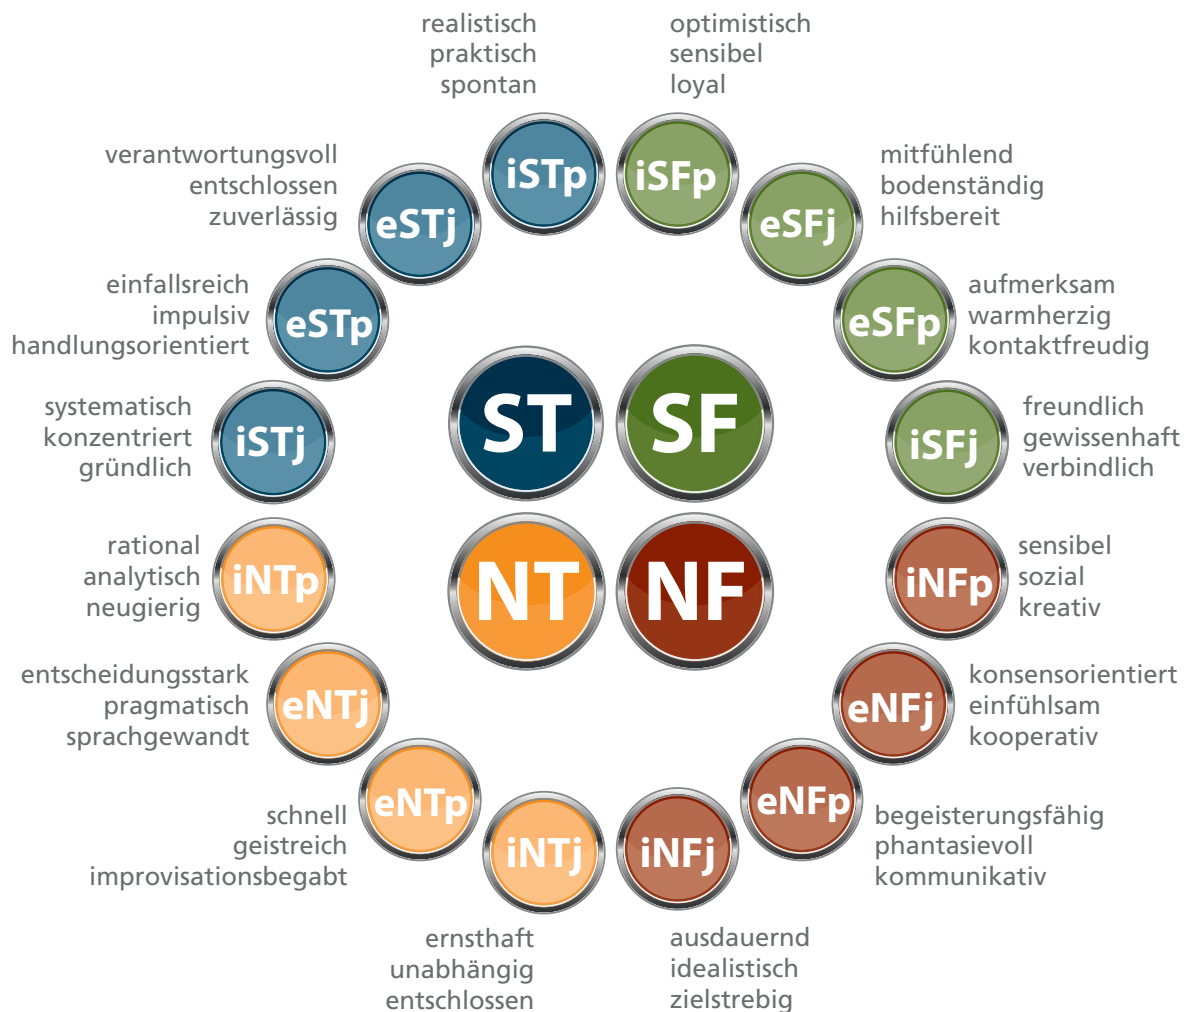 realistisch
praktisch
spontan
optimistisch
sensibel
loyal
iSTp
iSFp
verantwortungsvoll
entschlossen
zuverlässig
eSTj
eSFj
mitfühlend
bodenständig
hilfsbereit
einfallsreich
impulsiv
handlungsorientiert
eSTp
eSFp
aufmerksam
warmherzig
kontaktfreudig
systematisch
konzentriert
gründlich
iSTj
ST
SF
iSFj
freundlich
gewissenhaft
verbindlich
rational
analytisch
neugierig
iNTp
NT
NF
iNFp
sensibel
sozial
kreativ
entscheidungsstark
pragmatisch
sprachgewandt
eNTj
eNFj
konsensorientiert
einfühlsam
kooperativ
schnell
geistreich
improvisationsbegabt
eNTp
eNFp
begeisterungsfähig
phantasievoll
kommunikativ
iNTj
iNFj
ernsthaft
unabhängig
entschlossen
ausdauernd
idealistisch
zielstrebig